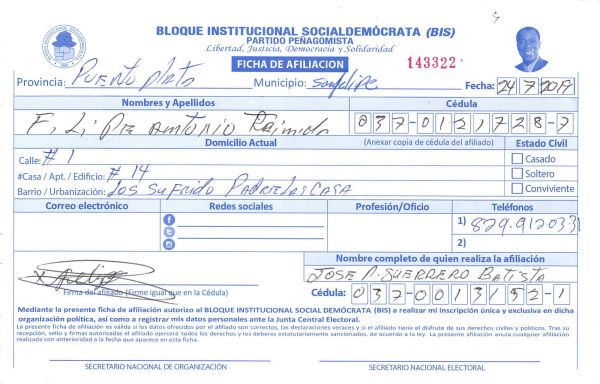 BLOQUE INSTITUCIONAL SOCIALDEMÓCRATA (BIS)
PARTIDO PEÑAGOMISTA
Libertad, Justicia, Democracia y Solidaridad
FICHA DE AFILIACION
143322
Provincia: Puerto plata Municipio: sanfelipe Fecha: 24/7/2019
Nombres y Apellidos Cédula
F, Li Pe Antonio Raimido 037-0121728-7
Domicilio Actual (Anexar copia de cédula del afiliado) Estado Civil
Calle: # 1 Casado
#Casa / Apt. / Edificio: # 14 Soltero
Barrio / Urbanización: Los Sufrido Padre Las Casa Conviviente
Correo electrónico Redes sociales Profesión/Oficio Teléfonos
1) 829.912033
2)
Nombre completo de quien realiza la afiliación
JOSE P. GUERRERO Batista
x Felipe
Firma del afiliado (Firme igual que en la Cédula) Cédula: 037-0013152-1
Mediante la presente ficha de afiliación autorizo al BLOQUE INSTITUCIONAL SOCIAL DEMÓCRATA (BIS) a realizar mi inscripción única y exclusiva en dicha
organización política, así como a registrar mis datos personales ante la Junta Central Electoral.
La presente ficha de afiliación es válida si los datos ofrecidos por el afiliado son correctos, las declaraciones veraces y si el afiliado tiene el disfrute de sus derechos civiles y políticos. Tras su
recepción, sello y firmas autorizadas el afiliado ejercerá todos los derechos y los deberes estatutariamente sancionados, de acuerdo a la ley. La presente afiliación anula cualquier afiliación
realizada con anterioridad a la fecha que aparece en esta ficha.
SECRETARIO NACIONAL DE ORGANIZACIÓN SECRETARIO NACIONAL ELECTORAL